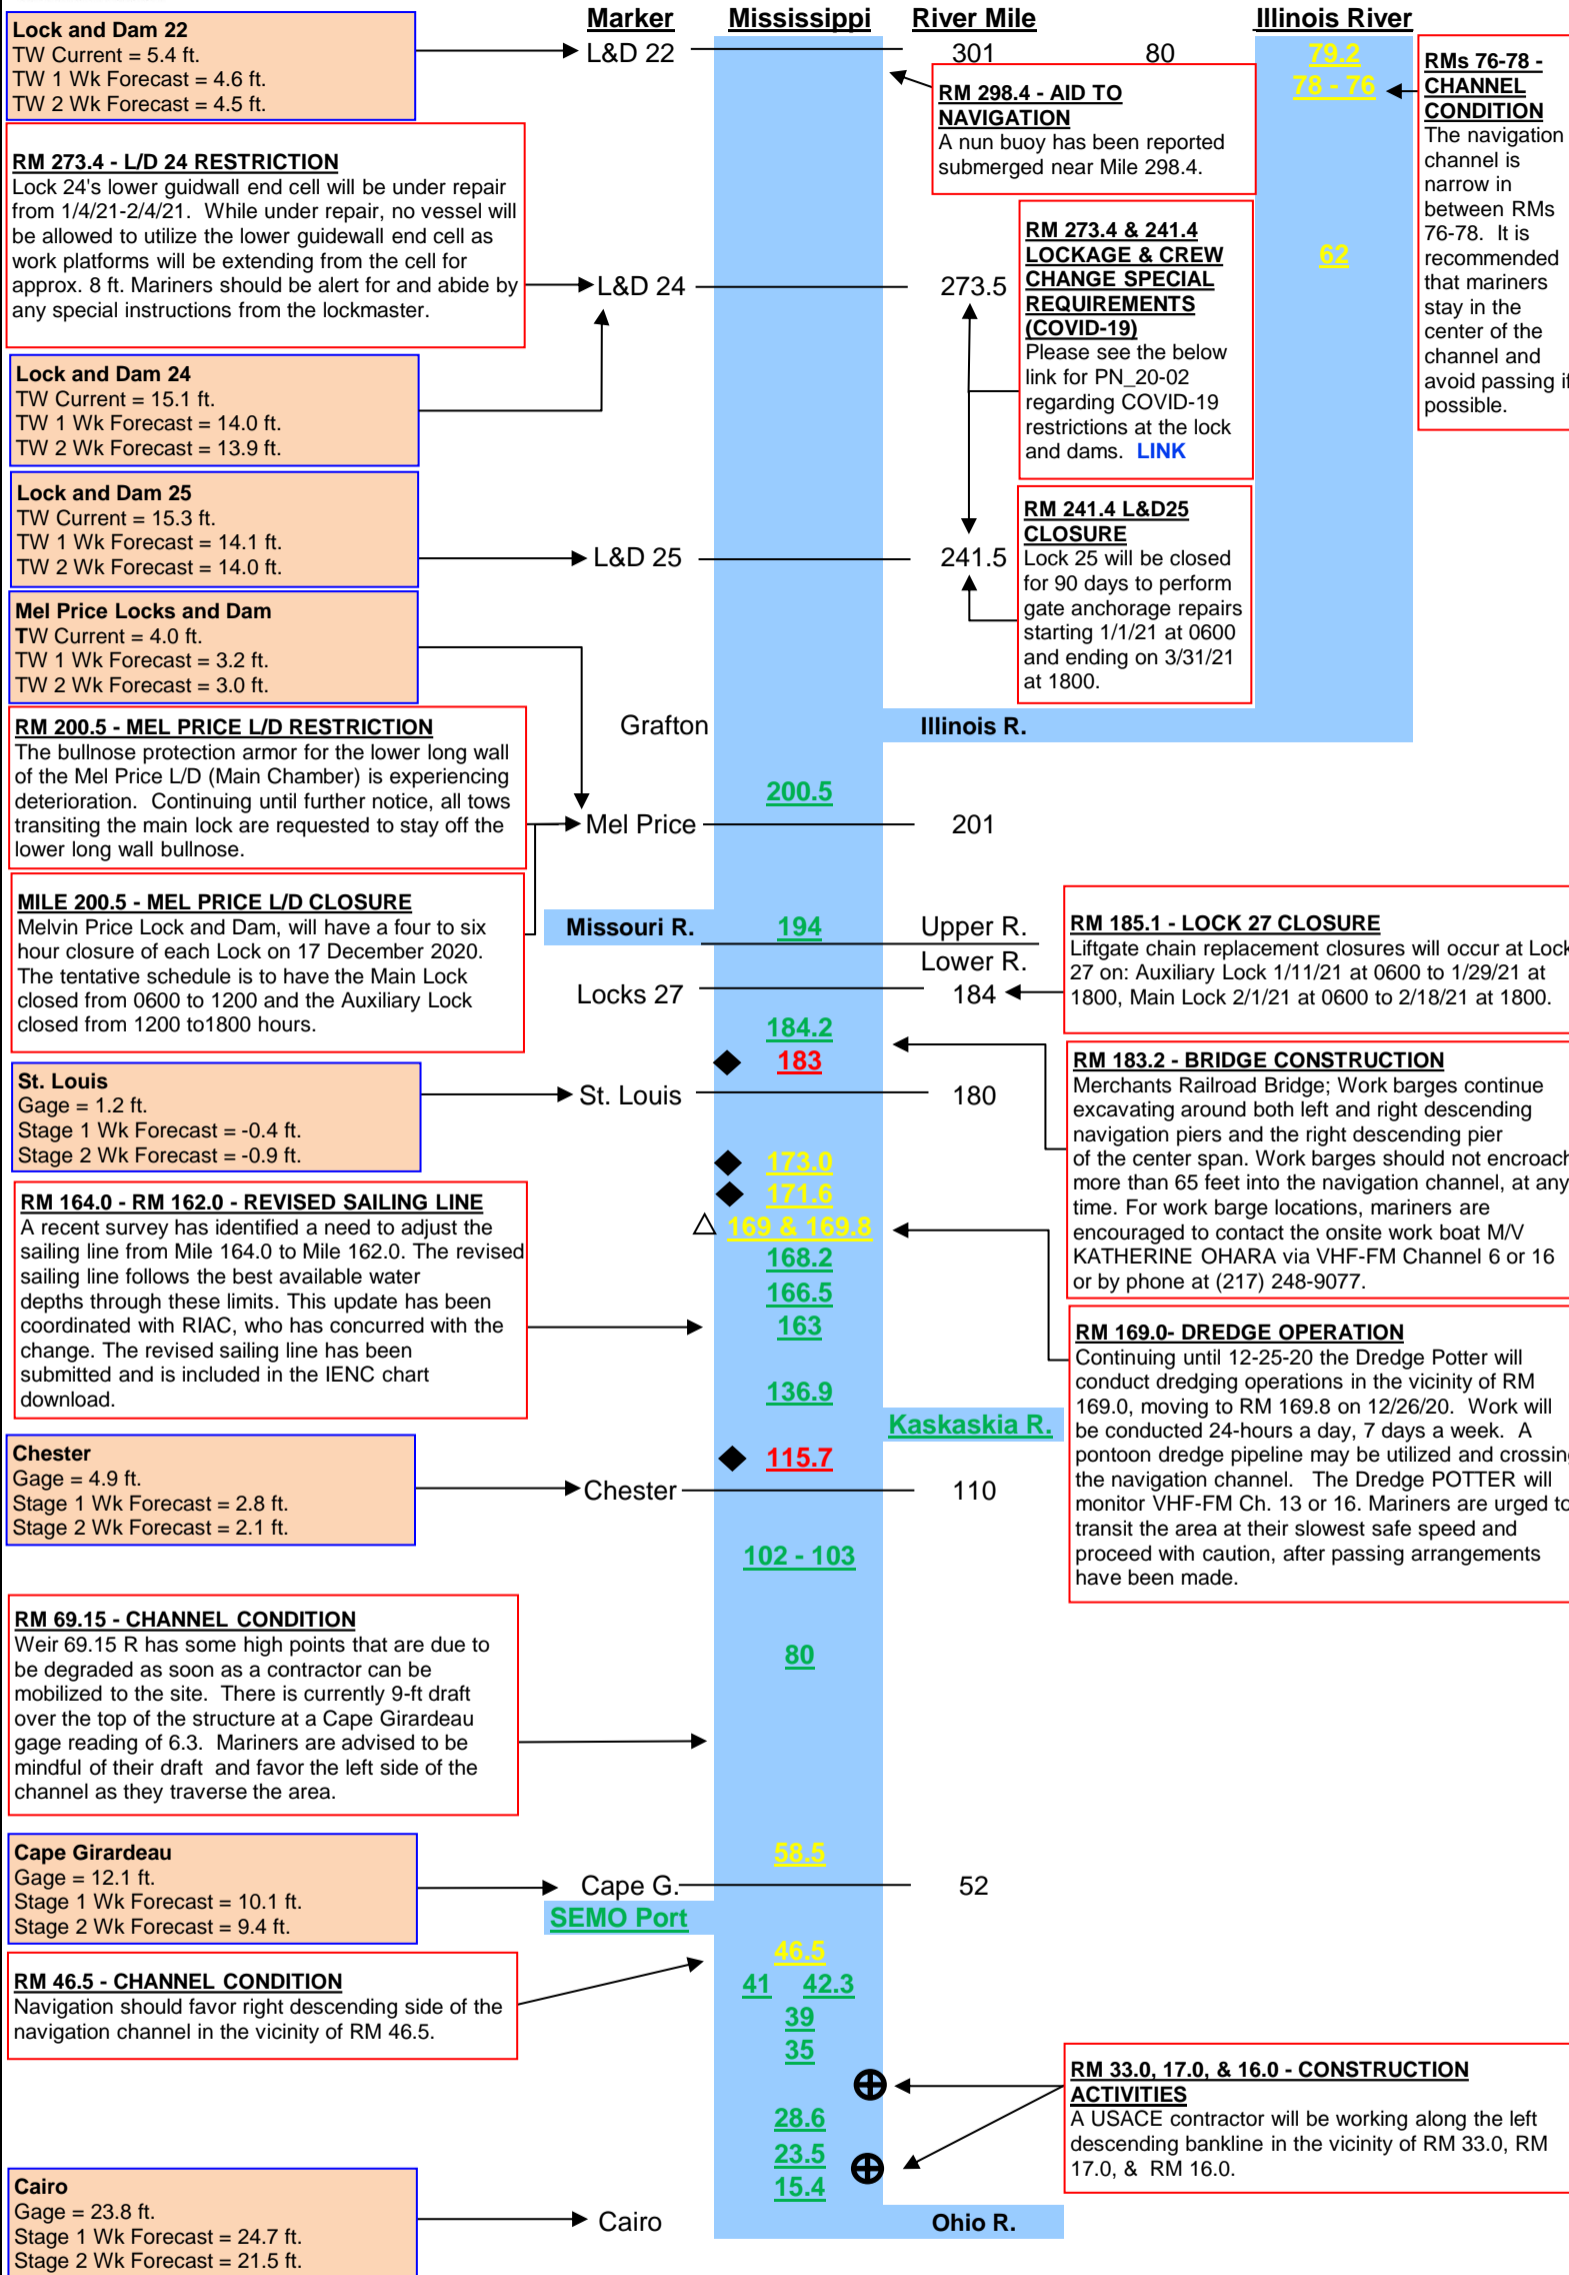 Marker Mississippi River Mile Illinois River
Lock and Dam 22
TW Current = 5.4 ft.
TW 1 Wk Forecast = 4.6 ft.
TW 2 Wk Forecast = 4.5 ft.
L&D 22 301 80 79.2
78 - 76
RM 298.4 - AID TO
NAVIGATION
A nun buoy has been reported
submerged near Mile 298.4.
RMs 76-78 -
CHANNEL
CONDITION
The navigation
channel is
narrow in
between RMs
76-78. It is
recommended
that mariners
stay in the
center of the
channel and
avoid passing if
possible.
62
RM 273.4 - L/D 24 RESTRICTION
Lock 24's lower guidwall end cell will be under repair
from 1/4/21-2/4/21. While under repair, no vessel will
be allowed to utilize the lower guidewall end cell as
work platforms will be extending from the cell for
approx. 8 ft. Mariners should be alert for and abide by
any special instructions from the lockmaster.
L&D 24 273.5
RM 273.4 & 241.4
LOCKAGE & CREW
CHANGE SPECIAL
REQUIREMENTS
(COVID-19)
Please see the below
link for PN_20-02
regarding COVID-19
restrictions at the lock
and dams. LINK
Lock and Dam 24
TW Current = 15.1 ft.
TW 1 Wk Forecast = 14.0 ft.
TW 2 Wk Forecast = 13.9 ft.
Lock and Dam 25
TW Current = 15.3 ft.
TW 1 Wk Forecast = 14.1 ft.
TW 2 Wk Forecast = 14.0 ft.
L&D 25 241.5
RM 241.4 L&D25
CLOSURE
Lock 25 will be closed
for 90 days to perform
gate anchorage repairs
starting 1/1/21 at 0600
and ending on 3/31/21
at 1800.
Mel Price Locks and Dam
TW Current = 4.0 ft.
TW 1 Wk Forecast = 3.2 ft.
TW 2 Wk Forecast = 3.0 ft.
Grafton Illinois R.
RM 200.5 - MEL PRICE L/D RESTRICTION
The bullnose protection armor for the lower long wall
of the Mel Price L/D (Main Chamber) is experiencing
deterioration. Continuing until further notice, all tows
transiting the main lock are requested to stay off the
lower long wall bullnose.
200.5
Mel Price 201
MILE 200.5 - MEL PRICE L/D CLOSURE
Melvin Price Lock and Dam, will have a four to six
hour closure of each Lock on 17 December 2020.
The tentative schedule is to have the Main Lock
closed from 0600 to 1200 and the Auxiliary Lock
closed from 1200 to1800 hours.
Missouri R. 194 Upper R.
Lower R.
Locks 27 184
RM 185.1 - LOCK 27 CLOSURE
Liftgate chain replacement closures will occur at Lock
27 on: Auxiliary Lock 1/11/21 at 0600 to 1/29/21 at
1800, Main Lock 2/1/21 at 0600 to 2/18/21 at 1800.
184.2
183
RM 183.2 - BRIDGE CONSTRUCTION
Merchants Railroad Bridge; Work barges continue
excavating around both left and right descending
navigation piers and the right descending pier
of the center span. Work barges should not encroach
more than 65 feet into the navigation channel, at any
time. For work barge locations, mariners are
encouraged to contact the onsite work boat M/V
KATHERINE OHARA via VHF-FM Channel 6 or 16
or by phone at (217) 248-9077.
St. Louis
Gage = 1.2 ft.
Stage 1 Wk Forecast = -0.4 ft.
Stage 2 Wk Forecast = -0.9 ft.
St. Louis 180
173.0
171.6
169 & 169.8
168.2
166.5
163
RM 164.0 - RM 162.0 - REVISED SAILING LINE
A recent survey has identified a need to adjust the
sailing line from Mile 164.0 to Mile 162.0. The revised
sailing line follows the best available water
depths through these limits. This update has been
coordinated with RIAC, who has concurred with the
change. The revised sailing line has been
submitted and is included in the IENC chart
download.
RM 169.0- DREDGE OPERATION
Continuing until 12-25-20 the Dredge Potter will
conduct dredging operations in the vicinity of RM
169.0, moving to RM 169.8 on 12/26/20. Work will
be conducted 24-hours a day, 7 days a week. A
pontoon dredge pipeline may be utilized and crossing
the navigation channel. The Dredge POTTER will
monitor VHF-FM Ch. 13 or 16. Mariners are urged to
transit the area at their slowest safe speed and
proceed with caution, after passing arrangements
have been made.
136.9
Kaskaskia R.
115.7
Chester
Gage = 4.9 ft.
Stage 1 Wk Forecast = 2.8 ft.
Stage 2 Wk Forecast = 2.1 ft.
Chester 110
102 - 103
80
RM 69.15 - CHANNEL CONDITION
Weir 69.15 R has some high points that are due to
be degraded as soon as a contractor can be
mobilized to the site. There is currently 9-ft draft
over the top of the structure at a Cape Girardeau
gage reading of 6.3. Mariners are advised to be
mindful of their draft and favor the left side of the
channel as they traverse the area.
58.5
Cape Girardeau
Gage = 12.1 ft.
Stage 1 Wk Forecast = 10.1 ft.
Stage 2 Wk Forecast = 9.4 ft.
Cape G. 52
SEMO Port
46.5
RM 46.5 - CHANNEL CONDITION
Navigation should favor right descending side of the
navigation channel in the vicinity of RM 46.5.
41 42.3
39
35
RM 33.0, 17.0, & 16.0 - CONSTRUCTION
ACTIVITIES
A USACE contractor will be working along the left
descending bankline in the vicinity of RM 33.0, RM
17.0, & RM 16.0.
28.6
23.5
15.4
Cairo
Gage = 23.8 ft.
Stage 1 Wk Forecast = 24.7 ft.
Stage 2 Wk Forecast = 21.5 ft.
Cairo Ohio R.